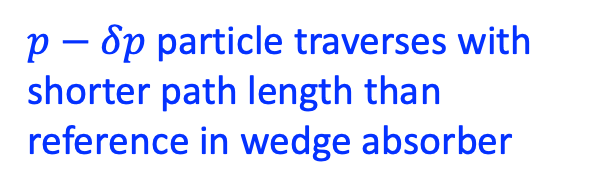 𝑝 − 𝛿𝑝 particle traverses with
shorter path length than
reference in wedge absorber